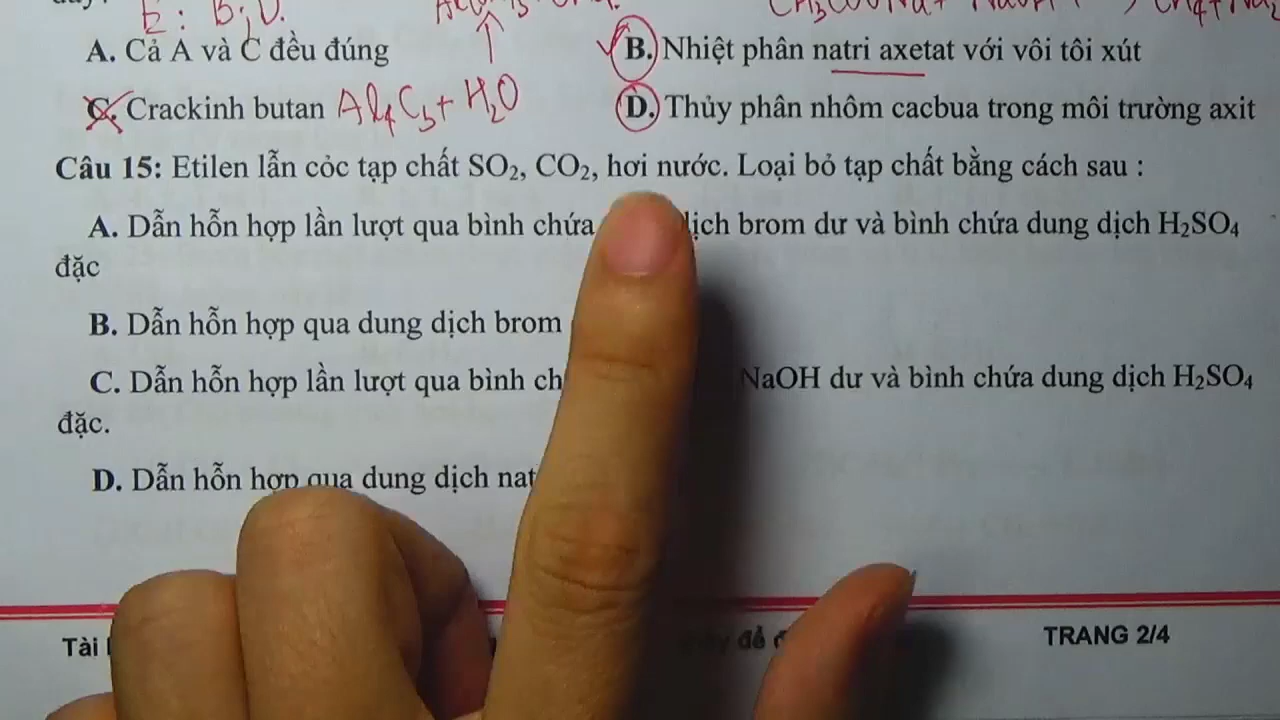 E: B; D.
A. Cả A và C đều đúng
B. Nhiệt phân natri axetat với vôi tôi xút
C. Crackinh butan Al4C3 + H2O
D. Thủy phân nhôm cacbua trong môi trường axit
Câu 15: Etilen lẫn cỏc tạp chất SO₂, CO₂, hơi nước. Loại bỏ tạp chất bằng cách sau :
A. Dẫn hỗn hợp lần lượt qua bình chứa dịch brom dư và bình chứa dung dịch H₂SO₄
đặc
B. Dẫn hỗn hợp qua dung dịch brom
C. Dẫn hỗn hợp lần lượt qua bình NaOH dư và bình chứa dung dịch H₂SO₄
đặc.
D. Dẫn hỗn hợp qua dung dịch
Tài
TRANG 2/4